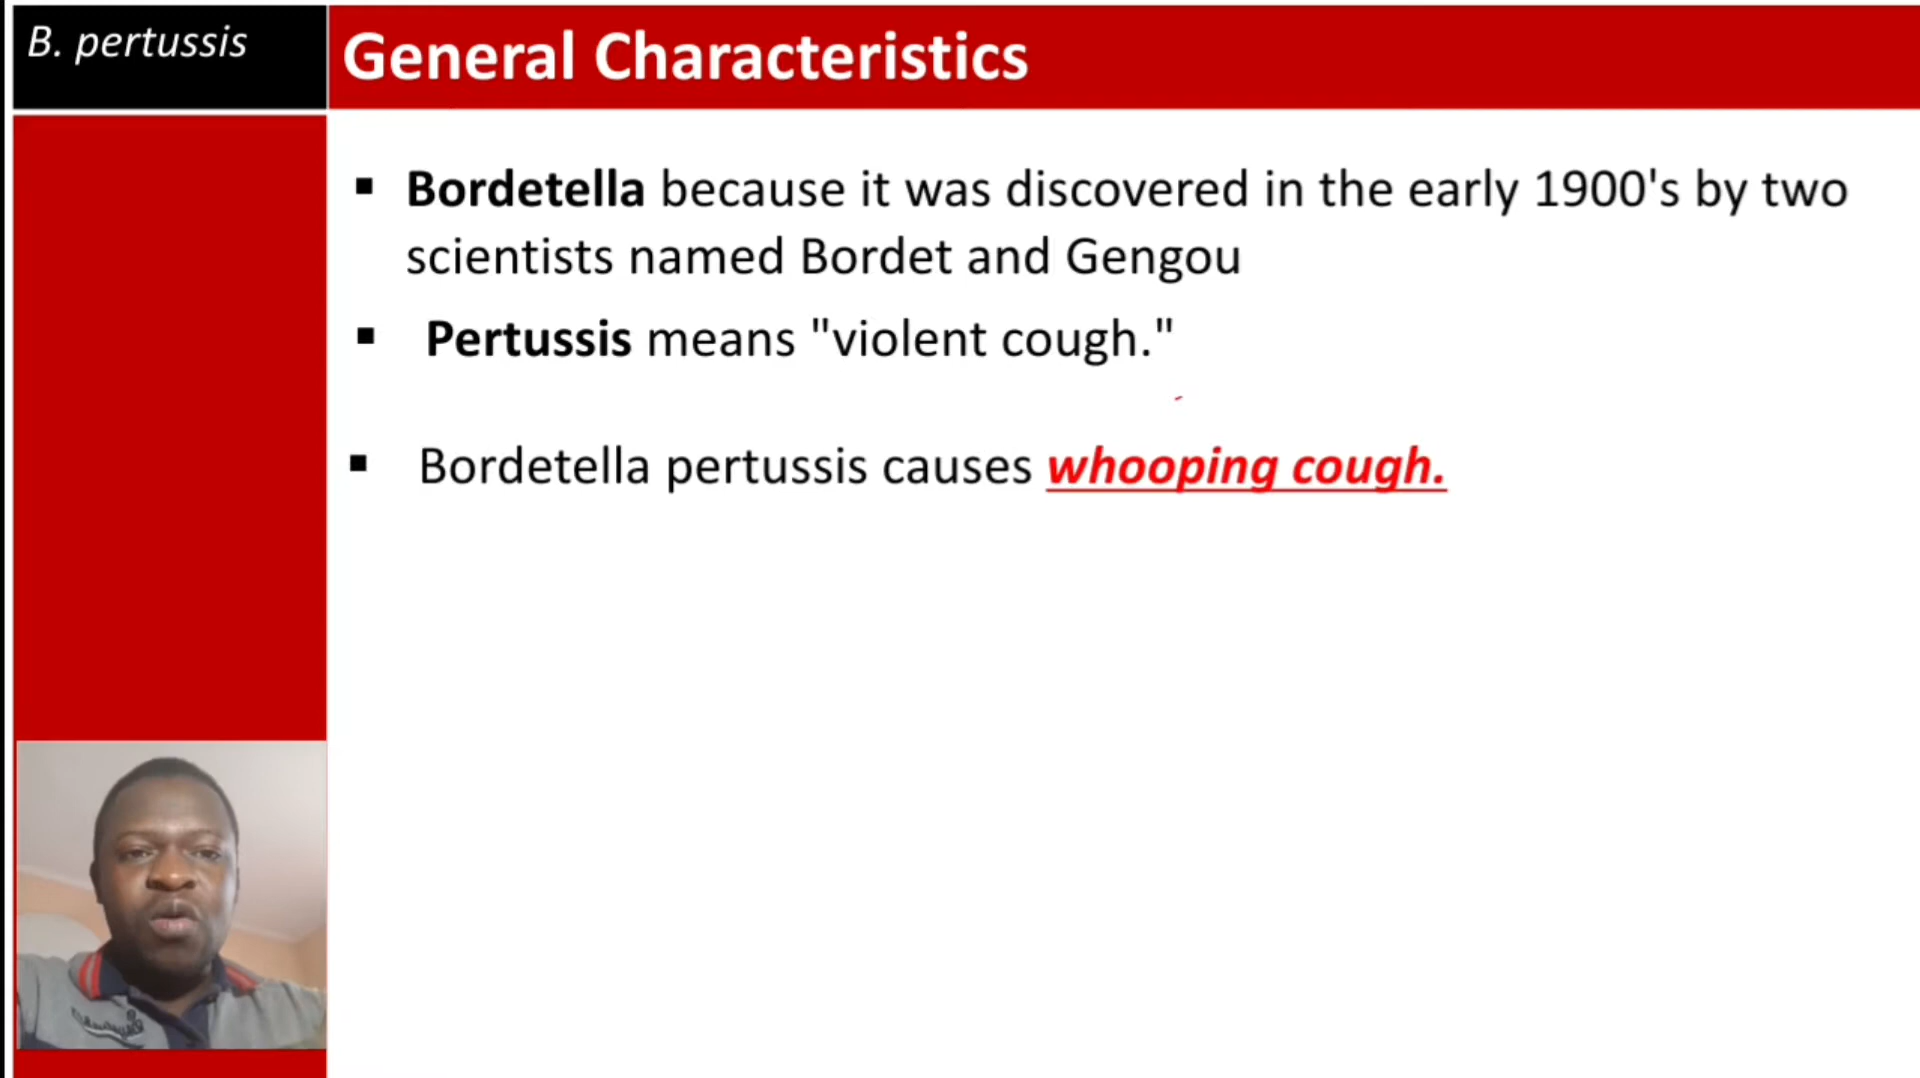 B. pertussis
General Characteristics
▪ Bordetella because it was discovered in the early 1900's by two
scientists named Bordet and Gengou
▪ Pertussis means "violent cough."
▪ Bordetella pertussis causes whooping cough.